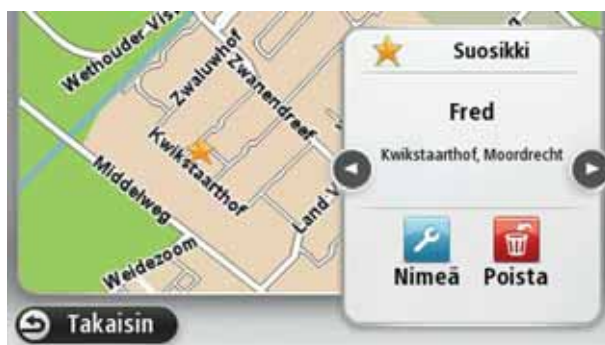 Wethouder Vis
Zwaluwhof
Zwanendreef
Kwikstaarthof
Middelweg
Land V
Weidezoom
Suosikki
Fred
Kwikstaarthof, Moordrecht
Nimeä Poista
Takaisin